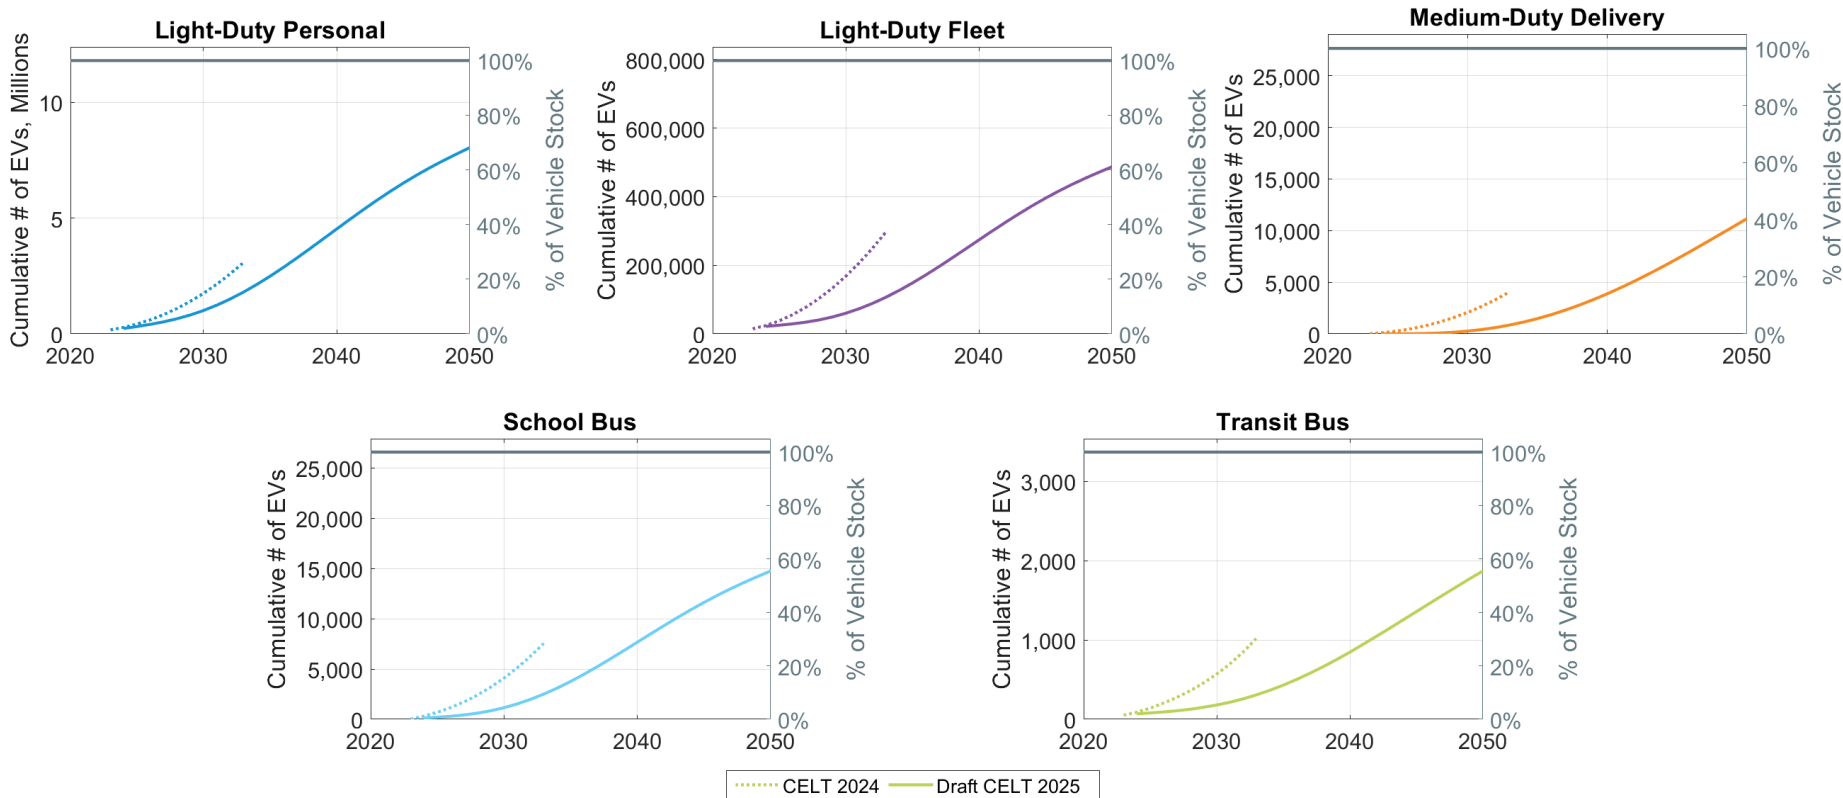 Light-Duty Personal
Cumulative # of EVs, Millions
10
5
0
2020 2030 2040 2050
100%
80%
60%
40%
20%
0%
% of Vehicle Stock
Light-Duty Fleet
Cumulative # of EVs
800,000
600,000
400,000
200,000
0
2020 2030 2040 2050
100%
80%
60%
40%
20%
0%
% of Vehicle Stock
Medium-Duty Delivery
Cumulative # of EVs
25,000
20,000
15,000
10,000
5,000
0
2020 2030 2040 2050
100%
80%
60%
40%
20%
0%
% of Vehicle Stock
School Bus
Cumulative # of EVs
25,000
20,000
15,000
10,000
5,000
0
2020 2030 2040 2050
100%
80%
60%
40%
20%
0%
% of Vehicle Stock
Transit Bus
Cumulative # of EVs
3,000
2,000
1,000
0
2020 2030 2040 2050
100%
80%
60%
40%
20%
0%
% of Vehicle Stock
CELT 2024 Draft CELT 2025